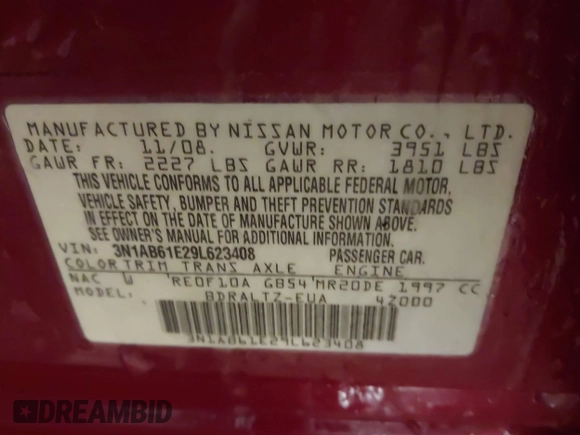 MANUFACTURED BY NISSAN MOTOR CO., LTD.
DATE: 11/08. GVWR: 3951 LBS
GAWR FR: 2227 LBS GAWR RR: 1810 LBS
THIS VEHICLE CONFORMS TO ALL APPLICABLE FEDERAL MOTOR
VEHICLE SAFETY, BUMPER AND THEFT PREVENTION STANDARDS
IN EFFECT ON THE DATE OF MANUFACTURE SHOWN ABOVE.
SEE OWNER'S MANUAL FOR ADDITIONAL INFORMATION.
VIN: 3N1AB61E29L623408 PASSENGER CAR.
COLOR TRIM TRANS AXLE ENGINE
NAC W RE0F10A GB54 MR20DE 1997 CC
MODEL: BDRALTZ-EUA 42000
3N1AB61E29L623408
DREAMBID